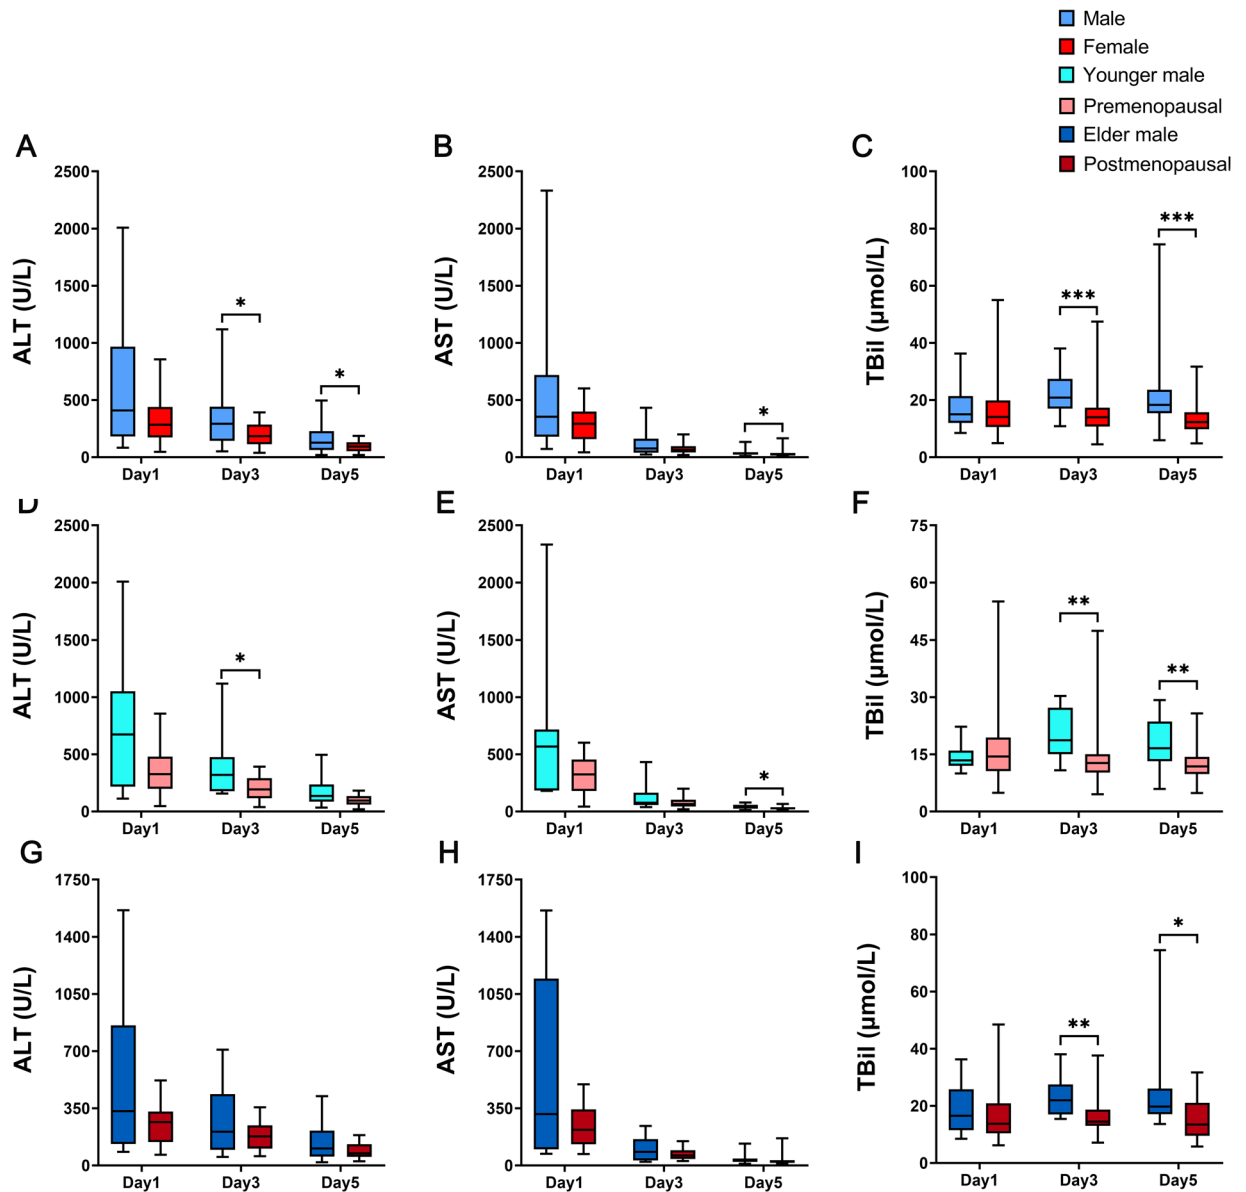 Male
Female
Younger male
Premenopausal
Elder male
Postmenopausal
A
ALT (U/L)
2500
2000
1500
1000
500
0
*
*
Day1 Day3 Day5
B
AST (U/L)
2500
2000
1500
1000
500
0
*
Day1 Day3 Day5
C
TBil (μmol/L)
100
80
60
40
20
0
***
***
Day1 Day3 Day5
D
ALT (U/L)
2500
2000
1500
1000
500
0
*
Day1 Day3 Day5
E
AST (U/L)
2500
2000
1500
1000
500
0
*
Day1 Day3 Day5
F
TBil (μmol/L)
75
60
45
30
15
0
**
**
Day1 Day3 Day5
G
ALT (U/L)
1750
1400
1050
700
350
0
Day1 Day3 Day5
H
AST (U/L)
1750
1400
1050
700
350
0
Day1 Day3 Day5
I
TBil (μmol/L)
100
80
60
40
20
0
**
*
Day1 Day3 Day5